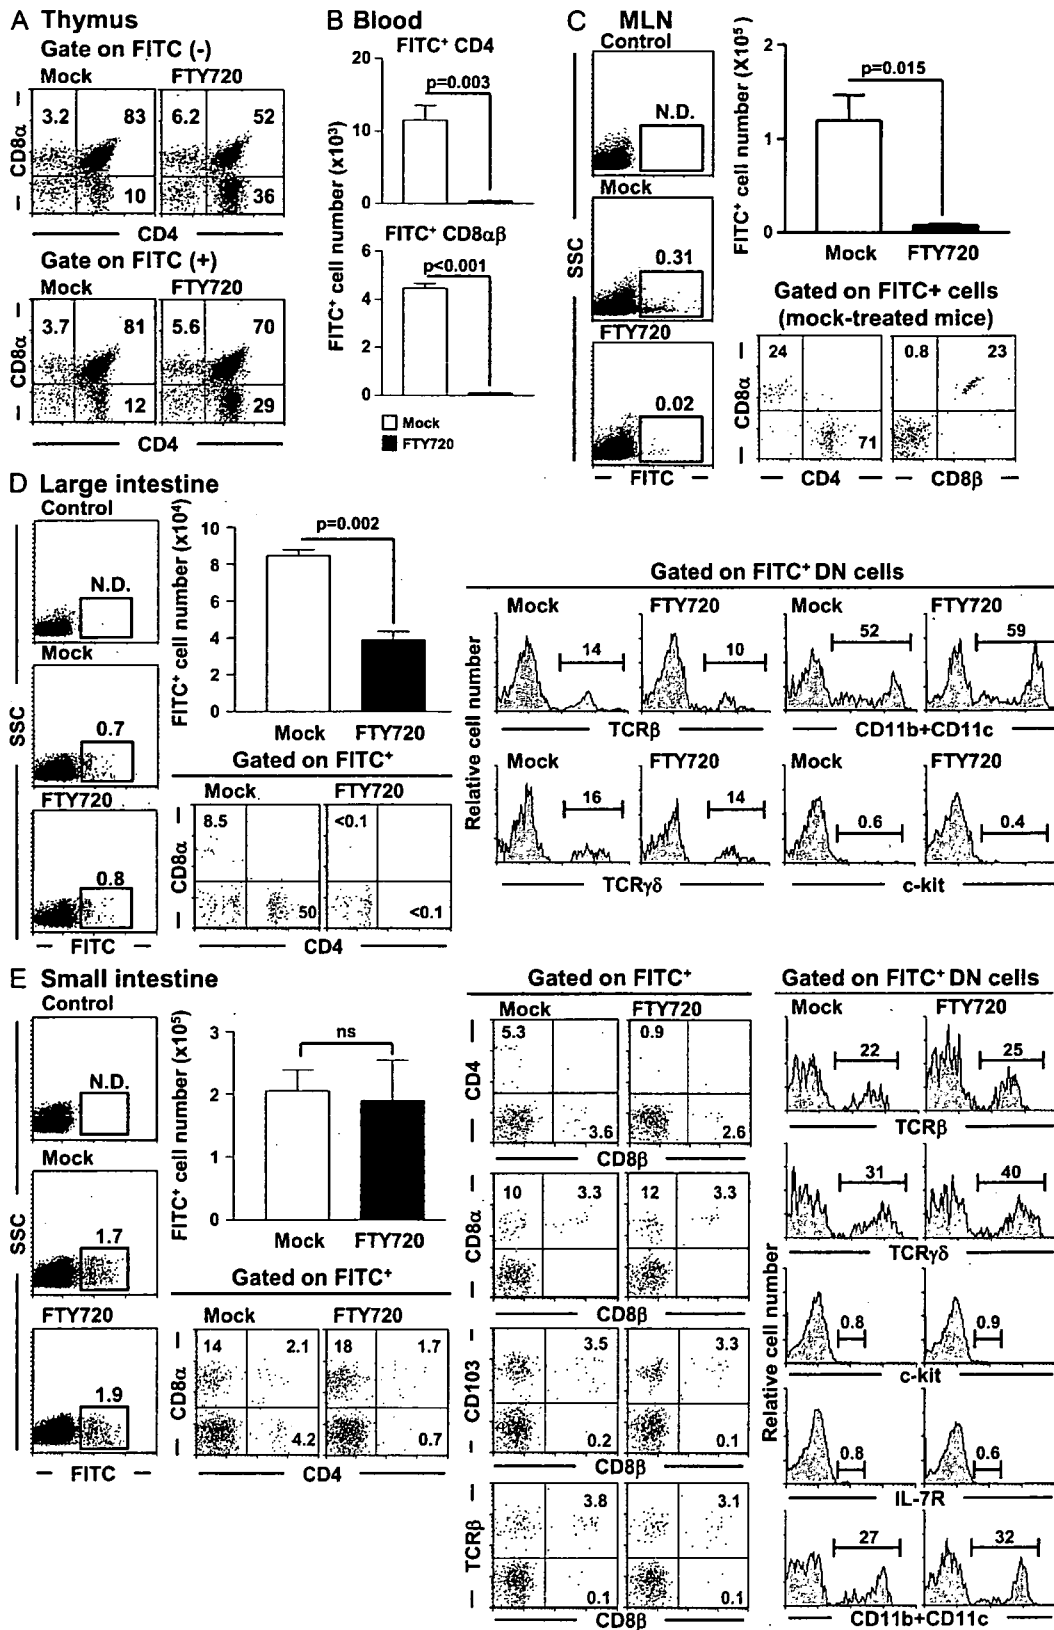 A Thymus
Gate on FITC (-)
Mock FTY720
3.2 83 6.2 52
10 36
CD8α
CD4
Gate on FITC (+)
Mock FTY720
3.7 81 5.6 70
12 29
CD8α
CD4
B Blood
FITC⁺ CD4
20
p=0.003
10
0
FITC⁺ cell number (x10³)
FITC⁺ CD8αβ
6
p<0.001
4
2
0
Mock
FTY720
C MLN
Control
N.D.
Mock
0.31
FTY720
0.02
SSC
FITC
FITC⁺ cell number (X10⁵)
2
p=0.015
1
0
Mock FTY720
Gated on FITC+ cells
(mock-treated mice)
24 0.8 23
71
CD8α
CD4 CD8β
D Large intestine
Control
N.D.
Mock
0.7
FTY720
0.8
SSC
FITC
FITC⁺ cell number (x10⁴)
10
p=0.002
8
6
4
2
0
Mock FTY720
Gated on FITC⁺
Mock FTY720
8.5 <0.1
50 <0.1
CD8α
CD4
Gated on FITC⁺ DN cells
Mock FTY720 Mock FTY720
14 10 52 59
TCRβ CD11b+CD11c
Relative cell number
Mock FTY720 Mock FTY720
16 14 0.6 0.4
TCRγδ c-kit
E Small intestine
Control
N.D.
Mock
1.7
FTY720
1.9
SSC
FITC
FITC⁺ cell number (x10⁵)
3
ns
2
1
0
Mock FTY720
Gated on FITC⁺
Mock FTY720
14 2.1 18 1.7
4.2 0.7
CD8α
CD4
Gated on FITC⁺
Mock FTY720
5.3 0.9
3.6 2.6
CD4
CD8β
10 3.3 12 3.3
CD8α
CD8β
3.5 3.3
0.2 0.1
CD103
CD8β
3.8 3.1
0.1 0.1
TCRβ
CD8β
Gated on FITC⁺ DN cells
Mock FTY720
22 25
TCRβ
31 40
TCRγδ
0.8 0.9
c-kit
Relative cell number
0.8 0.6
IL-7R
27 32
CD11b+CD11c